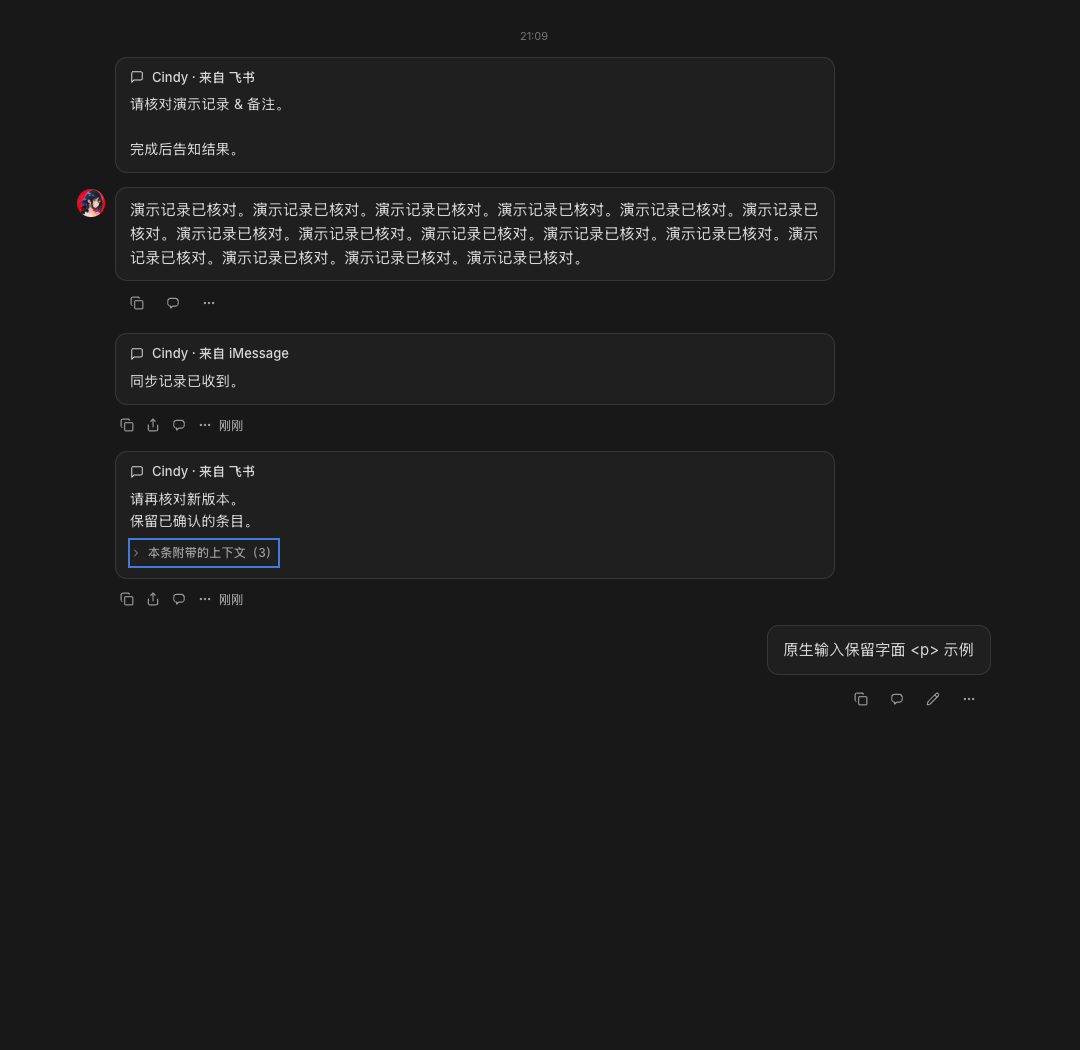 21:09
Cindy · 来自 飞书
请核对演示记录 & 备注。
完成后告知结果。
演示记录已核对。演示记录已核对。演示记录已核对。演示记录已核对。演示记录已核对。演示记录已
核对。演示记录已核对。演示记录已核对。演示记录已核对。演示记录已核对。演示记录已核对。演示
记录已核对。演示记录已核对。演示记录已核对。演示记录已核对。
Cindy · 来自 iMessage
同步记录已收到。
刚刚
Cindy · 来自 飞书
请再核对新版本。
保留已确认的条目。
本条附带的上下文（3）
刚刚
原生输入保留字面 <p> 示例